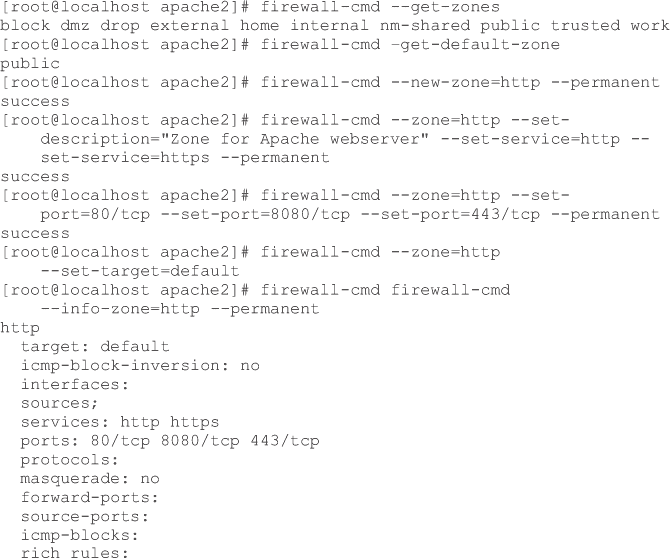 [root@localhost apache2]# firewall-cmd --get-zones
block dmz drop external home internal nm-shared public trusted work
[root@localhost apache2]# firewall-cmd –get-default-zone
public
[root@localhost apache2]# firewall-cmd --new-zone=http --permanent
success
[root@localhost apache2]# firewall-cmd --zone=http --set-
description="Zone for Apache webserver" --set-service=http --
set-service=https --permanent
success
[root@localhost apache2]# firewall-cmd --zone=http --set-
port=80/tcp --set-port=8080/tcp --set-port=443/tcp --permanent
success
[root@localhost apache2]# firewall-cmd --zone=http
--set-target=default
[root@localhost apache2]# firewall-cmd firewall-cmd
--info-zone=http --permanent
http
target: default
icmp-block-inversion: no
interfaces:
sources;
services: http https
ports: 80/tcp 8080/tcp 443/tcp
protocols:
masquerade: no
forward-ports:
source-ports:
icmp-blocks:
rich rules: